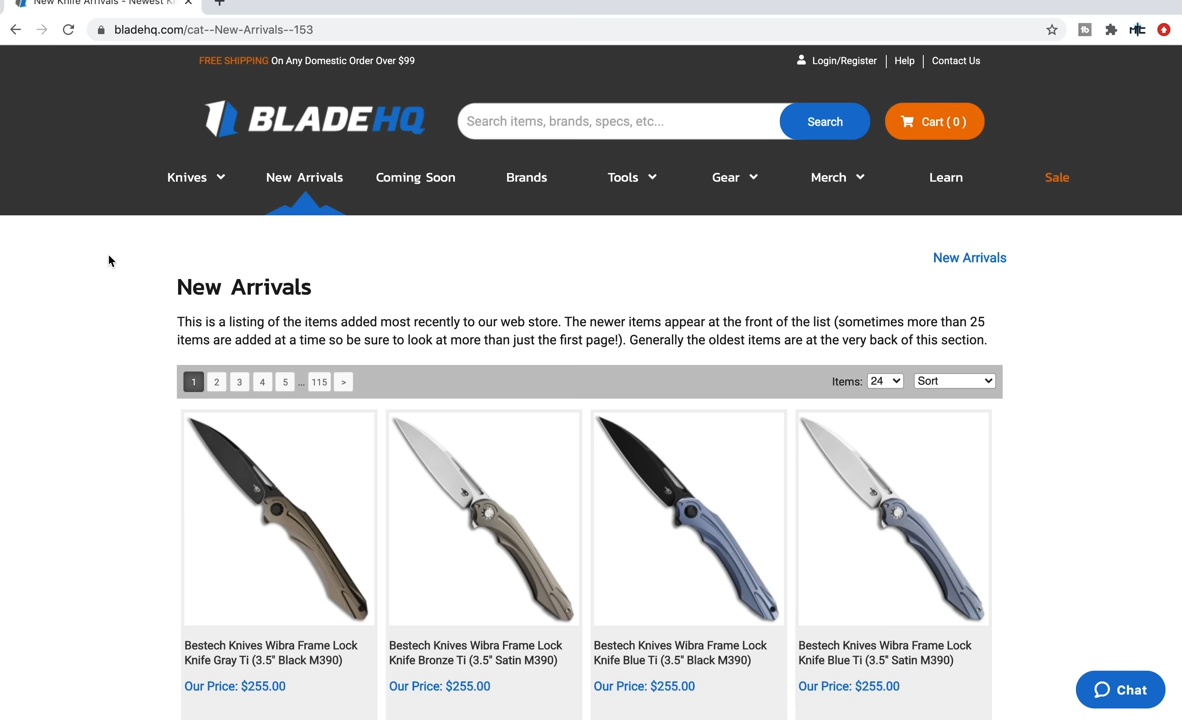 New Knife Arrivals - Newest K
bladehq.com/cat--New-Arrivals--153
FREE SHIPPING On Any Domestic Order Over $99
Login/Register
Help
Contact Us
BLADEHQ
Search items, brands, specs, etc...
Search
Cart ( 0 )
Knives
New Arrivals
Coming Soon
Brands
Tools
Gear
Merch
Learn
Sale
New Arrivals
New Arrivals
This is a listing of the items added most recently to our web store. The newer items appear at the front of the list (sometimes more than 25
items are added at a time so be sure to look at more than just the first page!). Generally the oldest items are at the very back of this section.
1 2 3 4 5 ... 115 >
Items: 24
Sort
Bestech Knives Wibra Frame Lock
Knife Gray Ti (3.5" Black M390)
Our Price: $255.00
Bestech Knives Wibra Frame Lock
Knife Bronze Ti (3.5" Satin M390)
Our Price: $255.00
Bestech Knives Wibra Frame Lock
Knife Blue Ti (3.5" Black M390)
Our Price: $255.00
Bestech Knives Wibra Frame Lock
Knife Blue Ti (3.5" Satin M390)
Our Price: $255.00
Chat